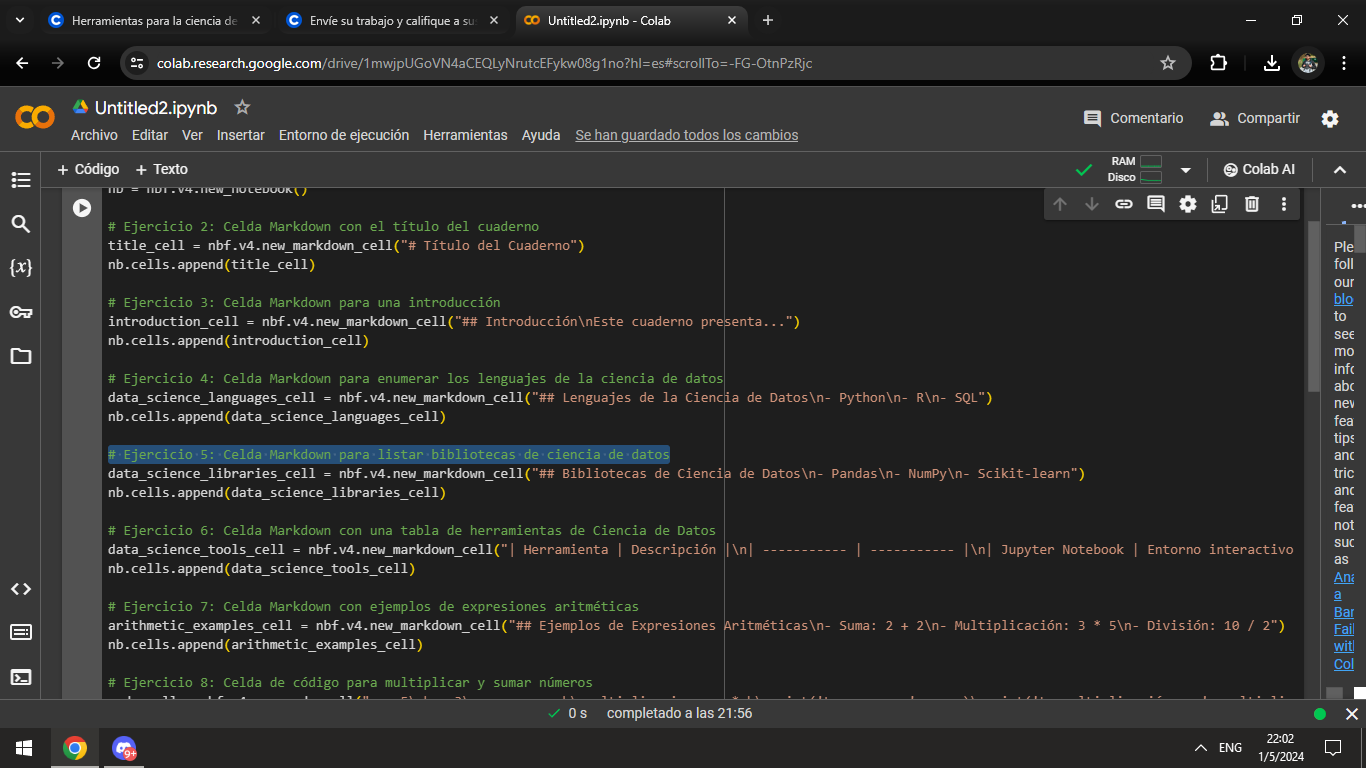 Herramientas para la ciencia de
Envíe su trabajo y califique a su
Untitled2.ipynb - Colab
colab.research.google.com/drive/1mwjpUGoVN4aCEQLyNrutcEFykw08g1no?hl=es#scrollTo=-FG-OtnPzRjc
Untitled2.ipynb
Archivo Editar Ver Insertar Entorno de ejecución Herramientas Ayuda Se han guardado todos los cambios
Comentario Compartir
+ Código + Texto
RAM
Disco
Colab AI
nb = nbf.v4.new_notebook()
# Ejercicio 2: Celda Markdown con el título del cuaderno
title_cell = nbf.v4.new_markdown_cell("# Título del Cuaderno")
nb.cells.append(title_cell)
# Ejercicio 3: Celda Markdown para una introducción
introduction_cell = nbf.v4.new_markdown_cell("## Introducción\nEste cuaderno presenta...")
nb.cells.append(introduction_cell)
# Ejercicio 4: Celda Markdown para enumerar los lenguajes de la ciencia de datos
data_science_languages_cell = nbf.v4.new_markdown_cell("## Lenguajes de la Ciencia de Datos\n- Python\n- R\n- SQL")
nb.cells.append(data_science_languages_cell)
# Ejercicio 5: Celda Markdown para listar bibliotecas de ciencia de datos
data_science_libraries_cell = nbf.v4.new_markdown_cell("## Bibliotecas de Ciencia de Datos\n- Pandas\n- NumPy\n- Scikit-learn")
nb.cells.append(data_science_libraries_cell)
# Ejercicio 6: Celda Markdown con una tabla de herramientas de Ciencia de Datos
data_science_tools_cell = nbf.v4.new_markdown_cell("| Herramienta | Descripción |\n| ----------- | ----------- |\n| Jupyter Notebook | Entorno interactivo
nb.cells.append(data_science_tools_cell)
# Ejercicio 7: Celda Markdown con ejemplos de expresiones aritméticas
arithmetic_examples_cell = nbf.v4.new_markdown_cell("## Ejemplos de Expresiones Aritméticas\n- Suma: 2 + 2\n- Multiplicación: 3 * 5\n- División: 10 / 2")
nb.cells.append(arithmetic_examples_cell)
# Ejercicio 8: Celda de código para multiplicar y sumar números
Ple
foll
our
blo
to
see
mo
info
abo
nev
fea
tips
and
tric
and
fea
not
suc
as
Ana
a
Bar
Fail
wit
Col
0 s completado a las 21:56
9+
ENG
22:02
1/5/2024